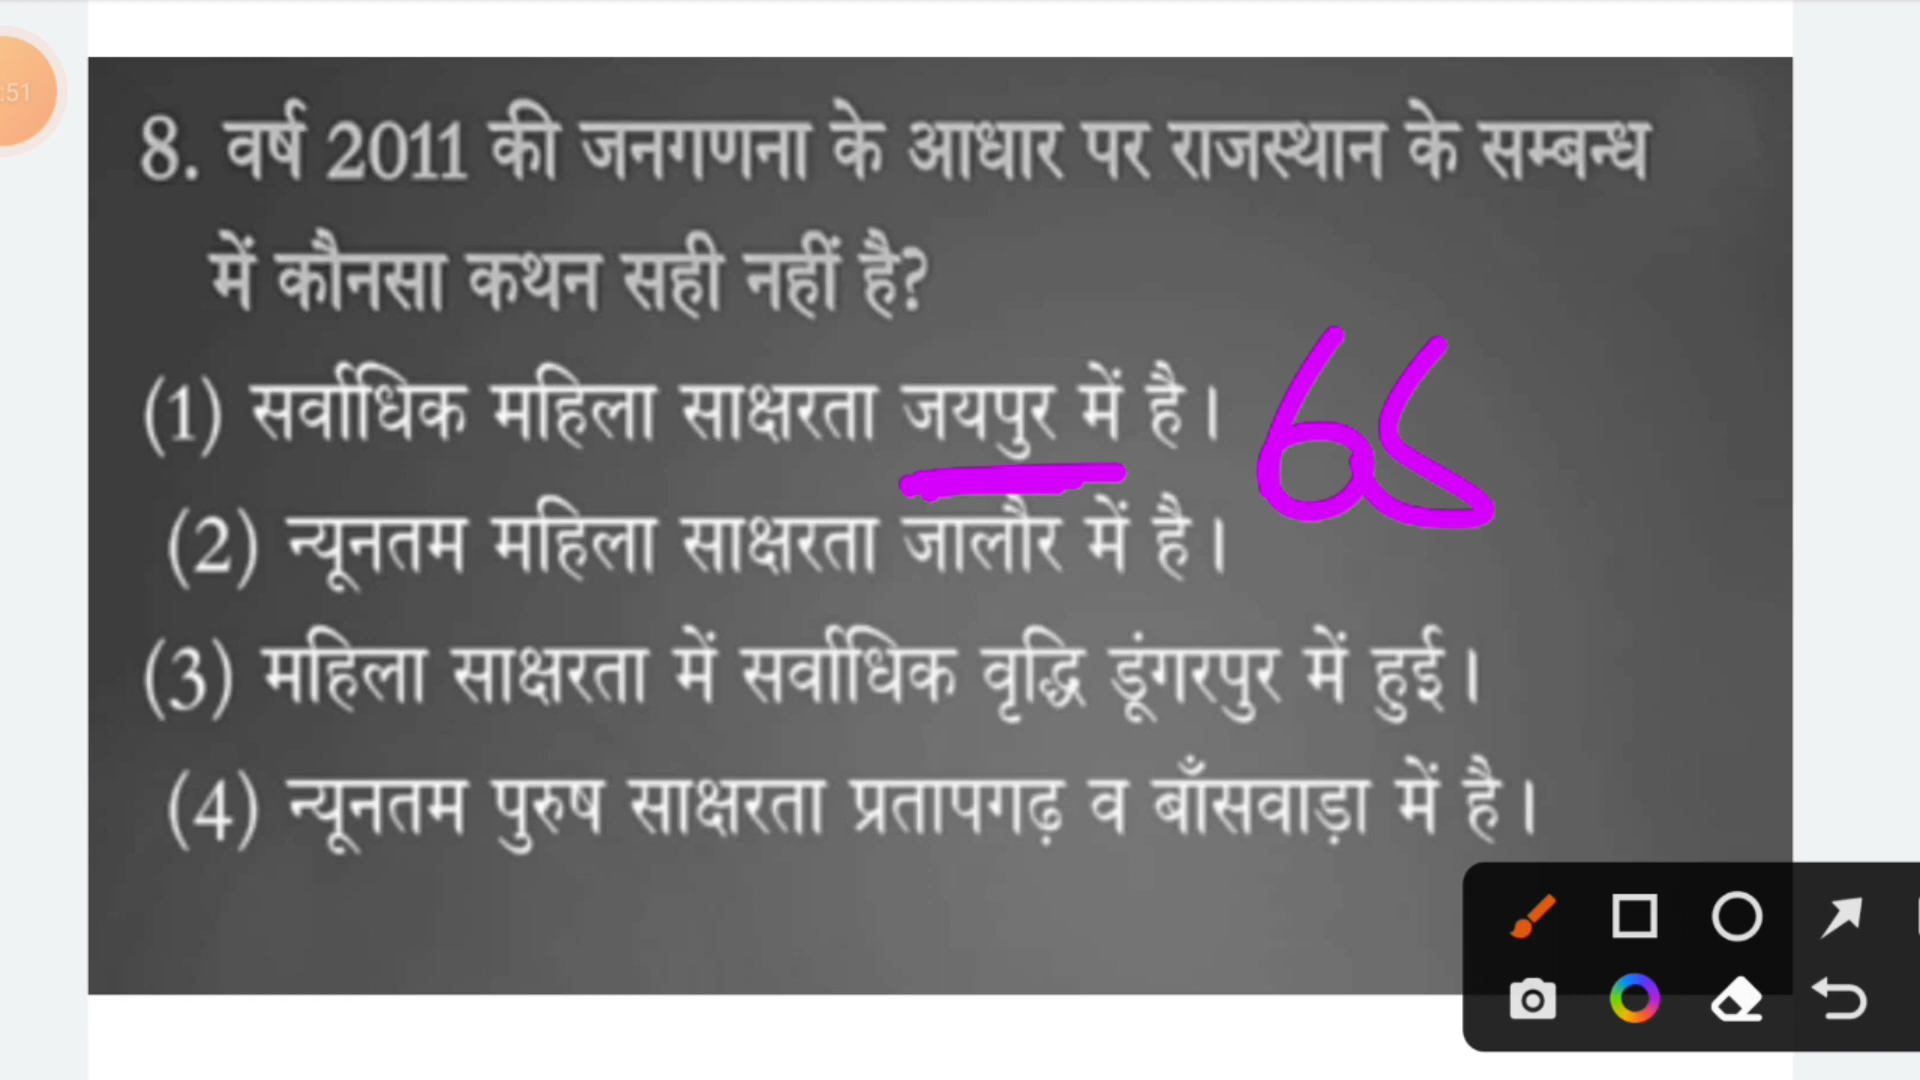 :51
8. वर्ष 2011 की जनगणना के आधार पर राजस्थान के सम्बन्ध
में कौनसा कथन सही नहीं है?
(1) सर्वाधिक महिला साक्षरता जयपुर में है।
(2) न्यूनतम महिला साक्षरता जालौर में है।
(3) महिला साक्षरता में सर्वाधिक वृद्धि डूंगरपुर में हुई।
(4) न्यूनतम पुरुष साक्षरता प्रतापगढ़ व बाँसवाड़ा में है।